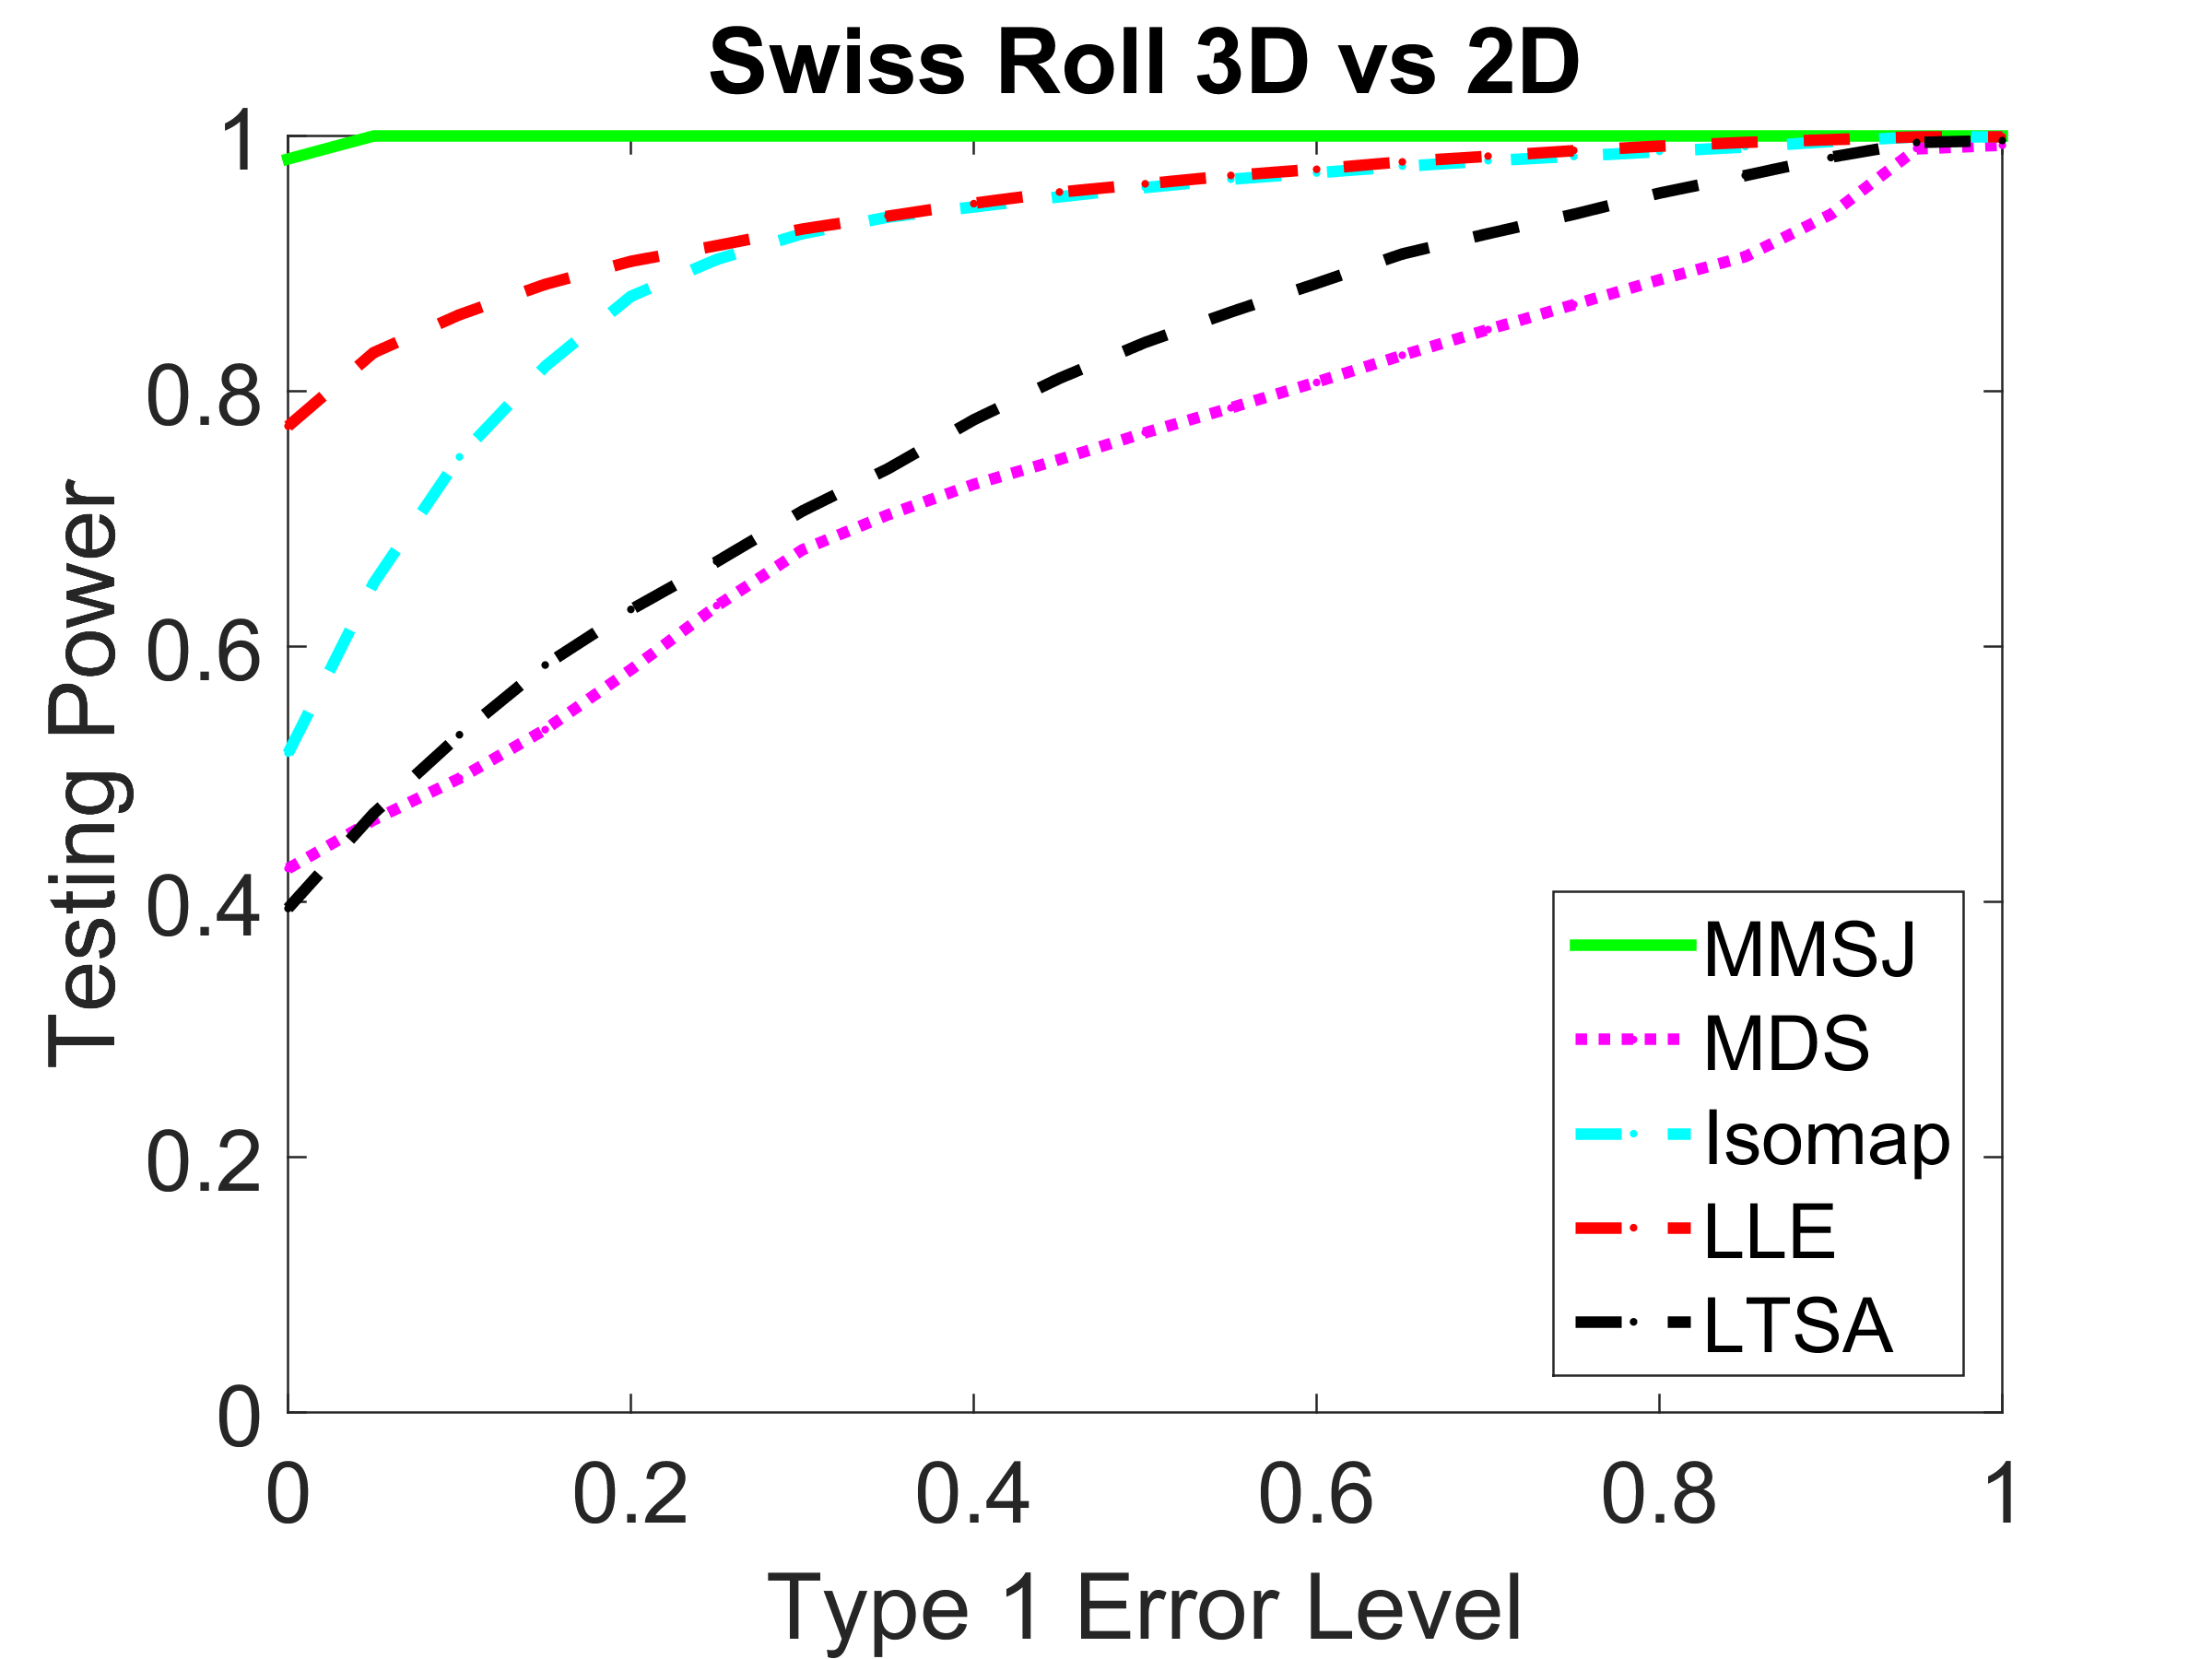 Swiss Roll 3D vs 2D
1
0.8
0.6
0.4
0.2
0
Testing Power
MMSJ
MDS
Isomap
LLE
LTSA
0 0.2 0.4 0.6 0.8 1
Type 1 Error Level